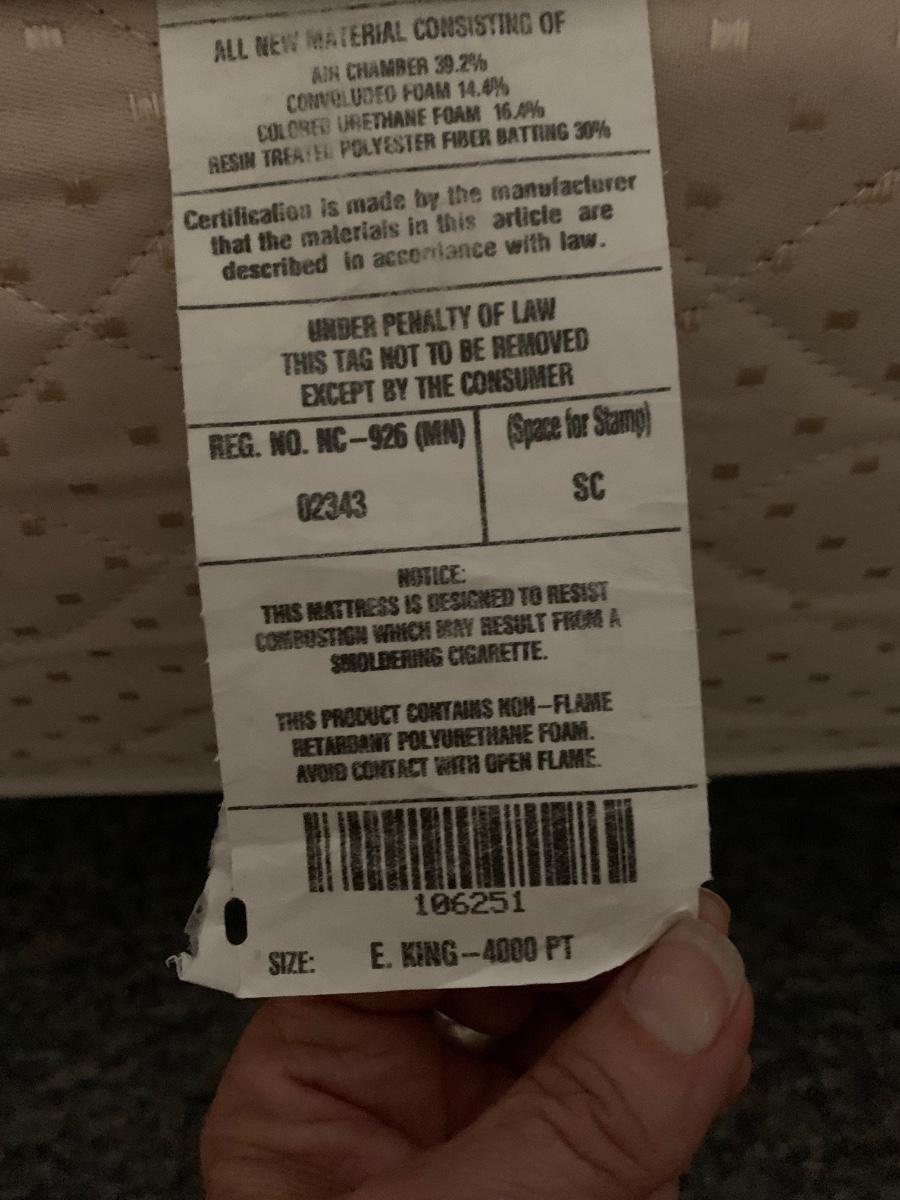 ALL NEW MATERIAL CONSISTING OF
AIR CHAMBER 39.2%
CONVOLUDED FOAM 14.4%
COLORED URETHANE FOAM 16.4%
RESIN TREATED POLYESTER FIBER BATTING 30%
Certification is made by the manufacturer
that the materials in this article are
described in accordance with law.
UNDER PENALTY OF LAW
THIS TAG NOT TO BE REMOVED
EXCEPT BY THE CONSUMER
REG. NO. NC-926 (MN)
02343
(Space for Stamp)
SC
NOTICE:
THIS MATTRESS IS DESIGNED TO RESIST
COMBUSTION WHICH MAY RESULT FROM A
SMOLDERING CIGARETTE.
THIS PRODUCT CONTAINS NON-FLAME
RETARDANT POLYURETHANE FOAM.
AVOID CONTACT WITH OPEN FLAME.
106251
SIZE: E. KING-4000 PT